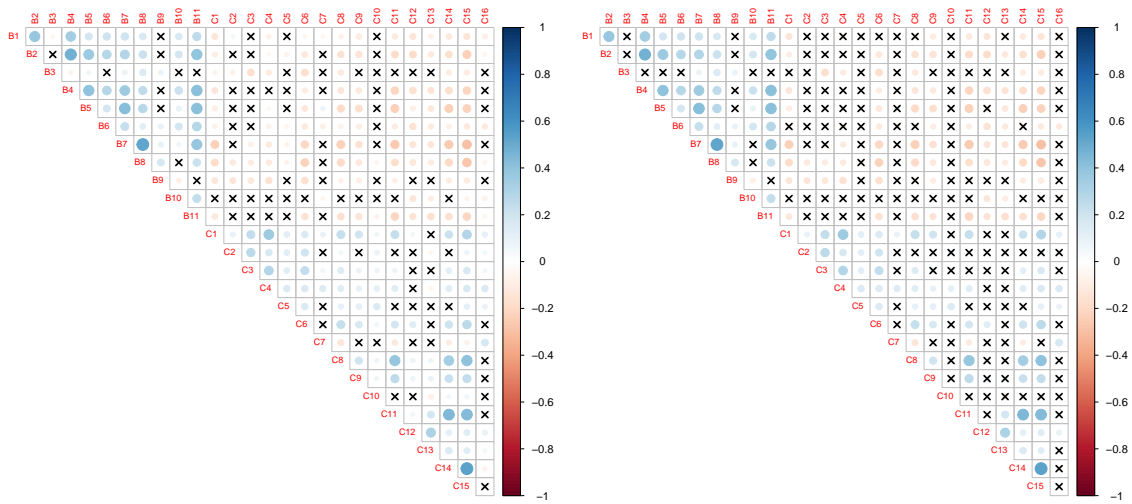 B2 B3 B4 B5 B6 B7 B8 B9 B10 B11 C1 C2 C3 C4 C5 C6 C7 C8 C9 C10 C11 C12 C13 C14 C15 C16
B1
B2
B3
B4
B5
B6
B7
B8
B9
B10
B11
C1
C2
C3
C4
C5
C6
C7
C8
C9
C10
C11
C12
C13
C14
C15
1
0.8
0.6
0.4
0.2
0
−0.2
−0.4
−0.6
−0.8
−1
B2 B3 B4 B5 B6 B7 B8 B9 B10 B11 C1 C2 C3 C4 C5 C6 C7 C8 C9 C10 C11 C12 C13 C14 C15 C16
B1
B2
B3
B4
B5
B6
B7
B8
B9
B10
B11
C1
C2
C3
C4
C5
C6
C7
C8
C9
C10
C11
C12
C13
C14
C15
1
0.8
0.6
0.4
0.2
0
−0.2
−0.4
−0.6
−0.8
−1